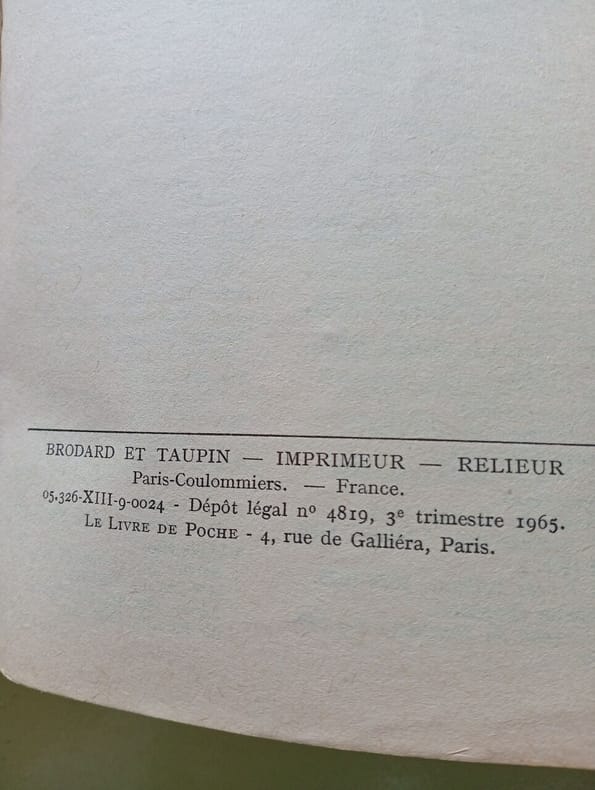 BRODARD ET TAUPIN — IMPRIMEUR — RELIEUR
Paris-Coulommiers. — France.
05.326-XIII-9-0024 - Dépôt légal nº 4819, 3e trimestre 1965.
LE LIVRE DE POCHE - 4, rue de Galliéra, Paris.